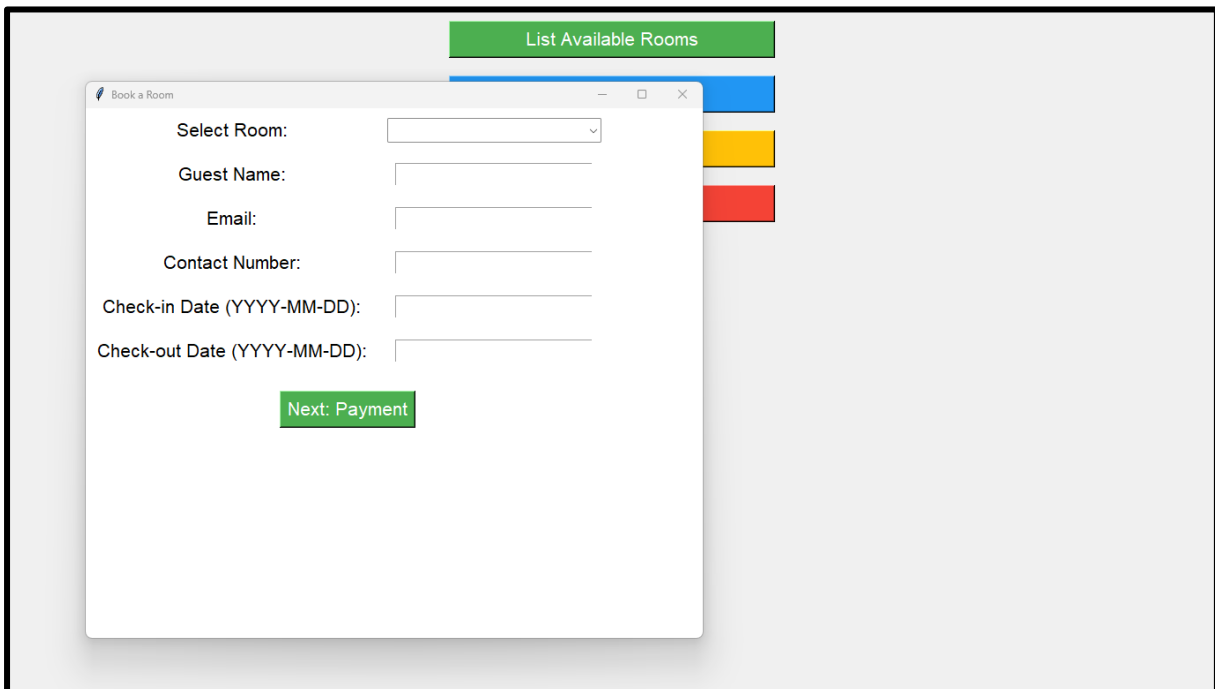 List Available Rooms
Book a Room
Select Room:
Guest Name:
Email:
Contact Number:
Check-in Date (YYYY-MM-DD):
Check-out Date (YYYY-MM-DD):
Next: Payment